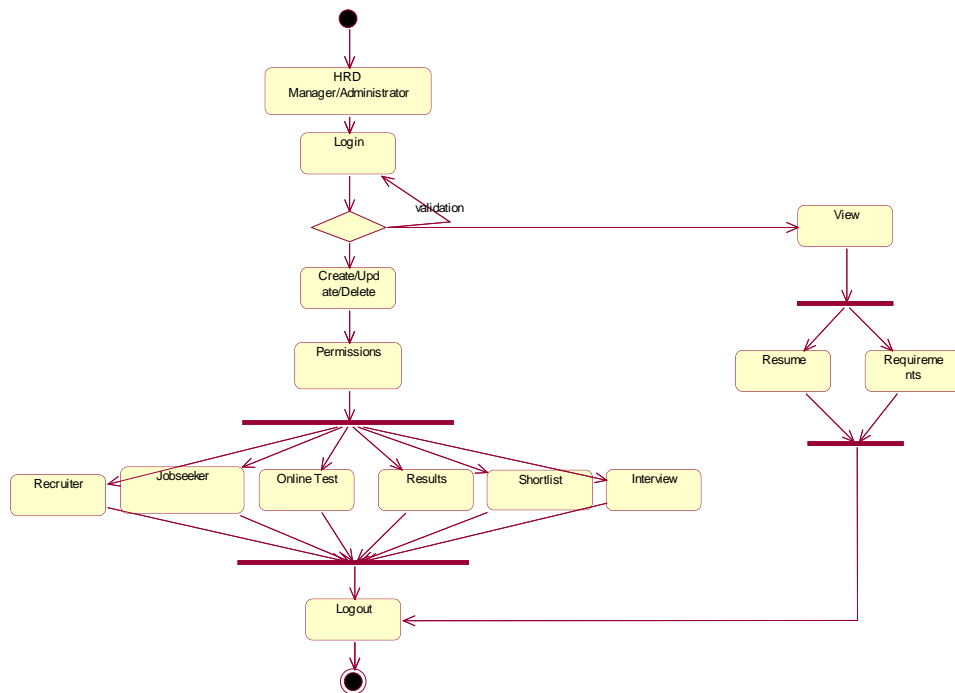 HRD
Manager/Administrator
Login
validation
View
Create/Upd
ate/Delete
Permissions
Resume
Requireme
nts
Recruiter
Jobseeker
Online Test
Results
Shortlist
Interview
Logout